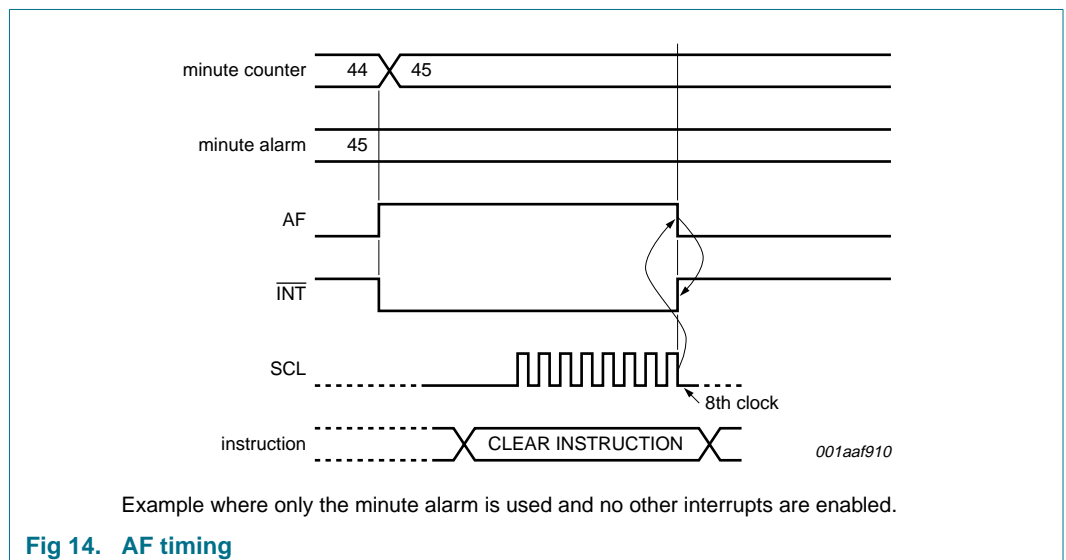 minute counter 44 45
minute alarm 45
AF
INT
SCL
8th clock
instruction CLEAR INSTRUCTION
001aaf910
Example where only the minute alarm is used and no other interrupts are enabled.
Fig 14. AF timing